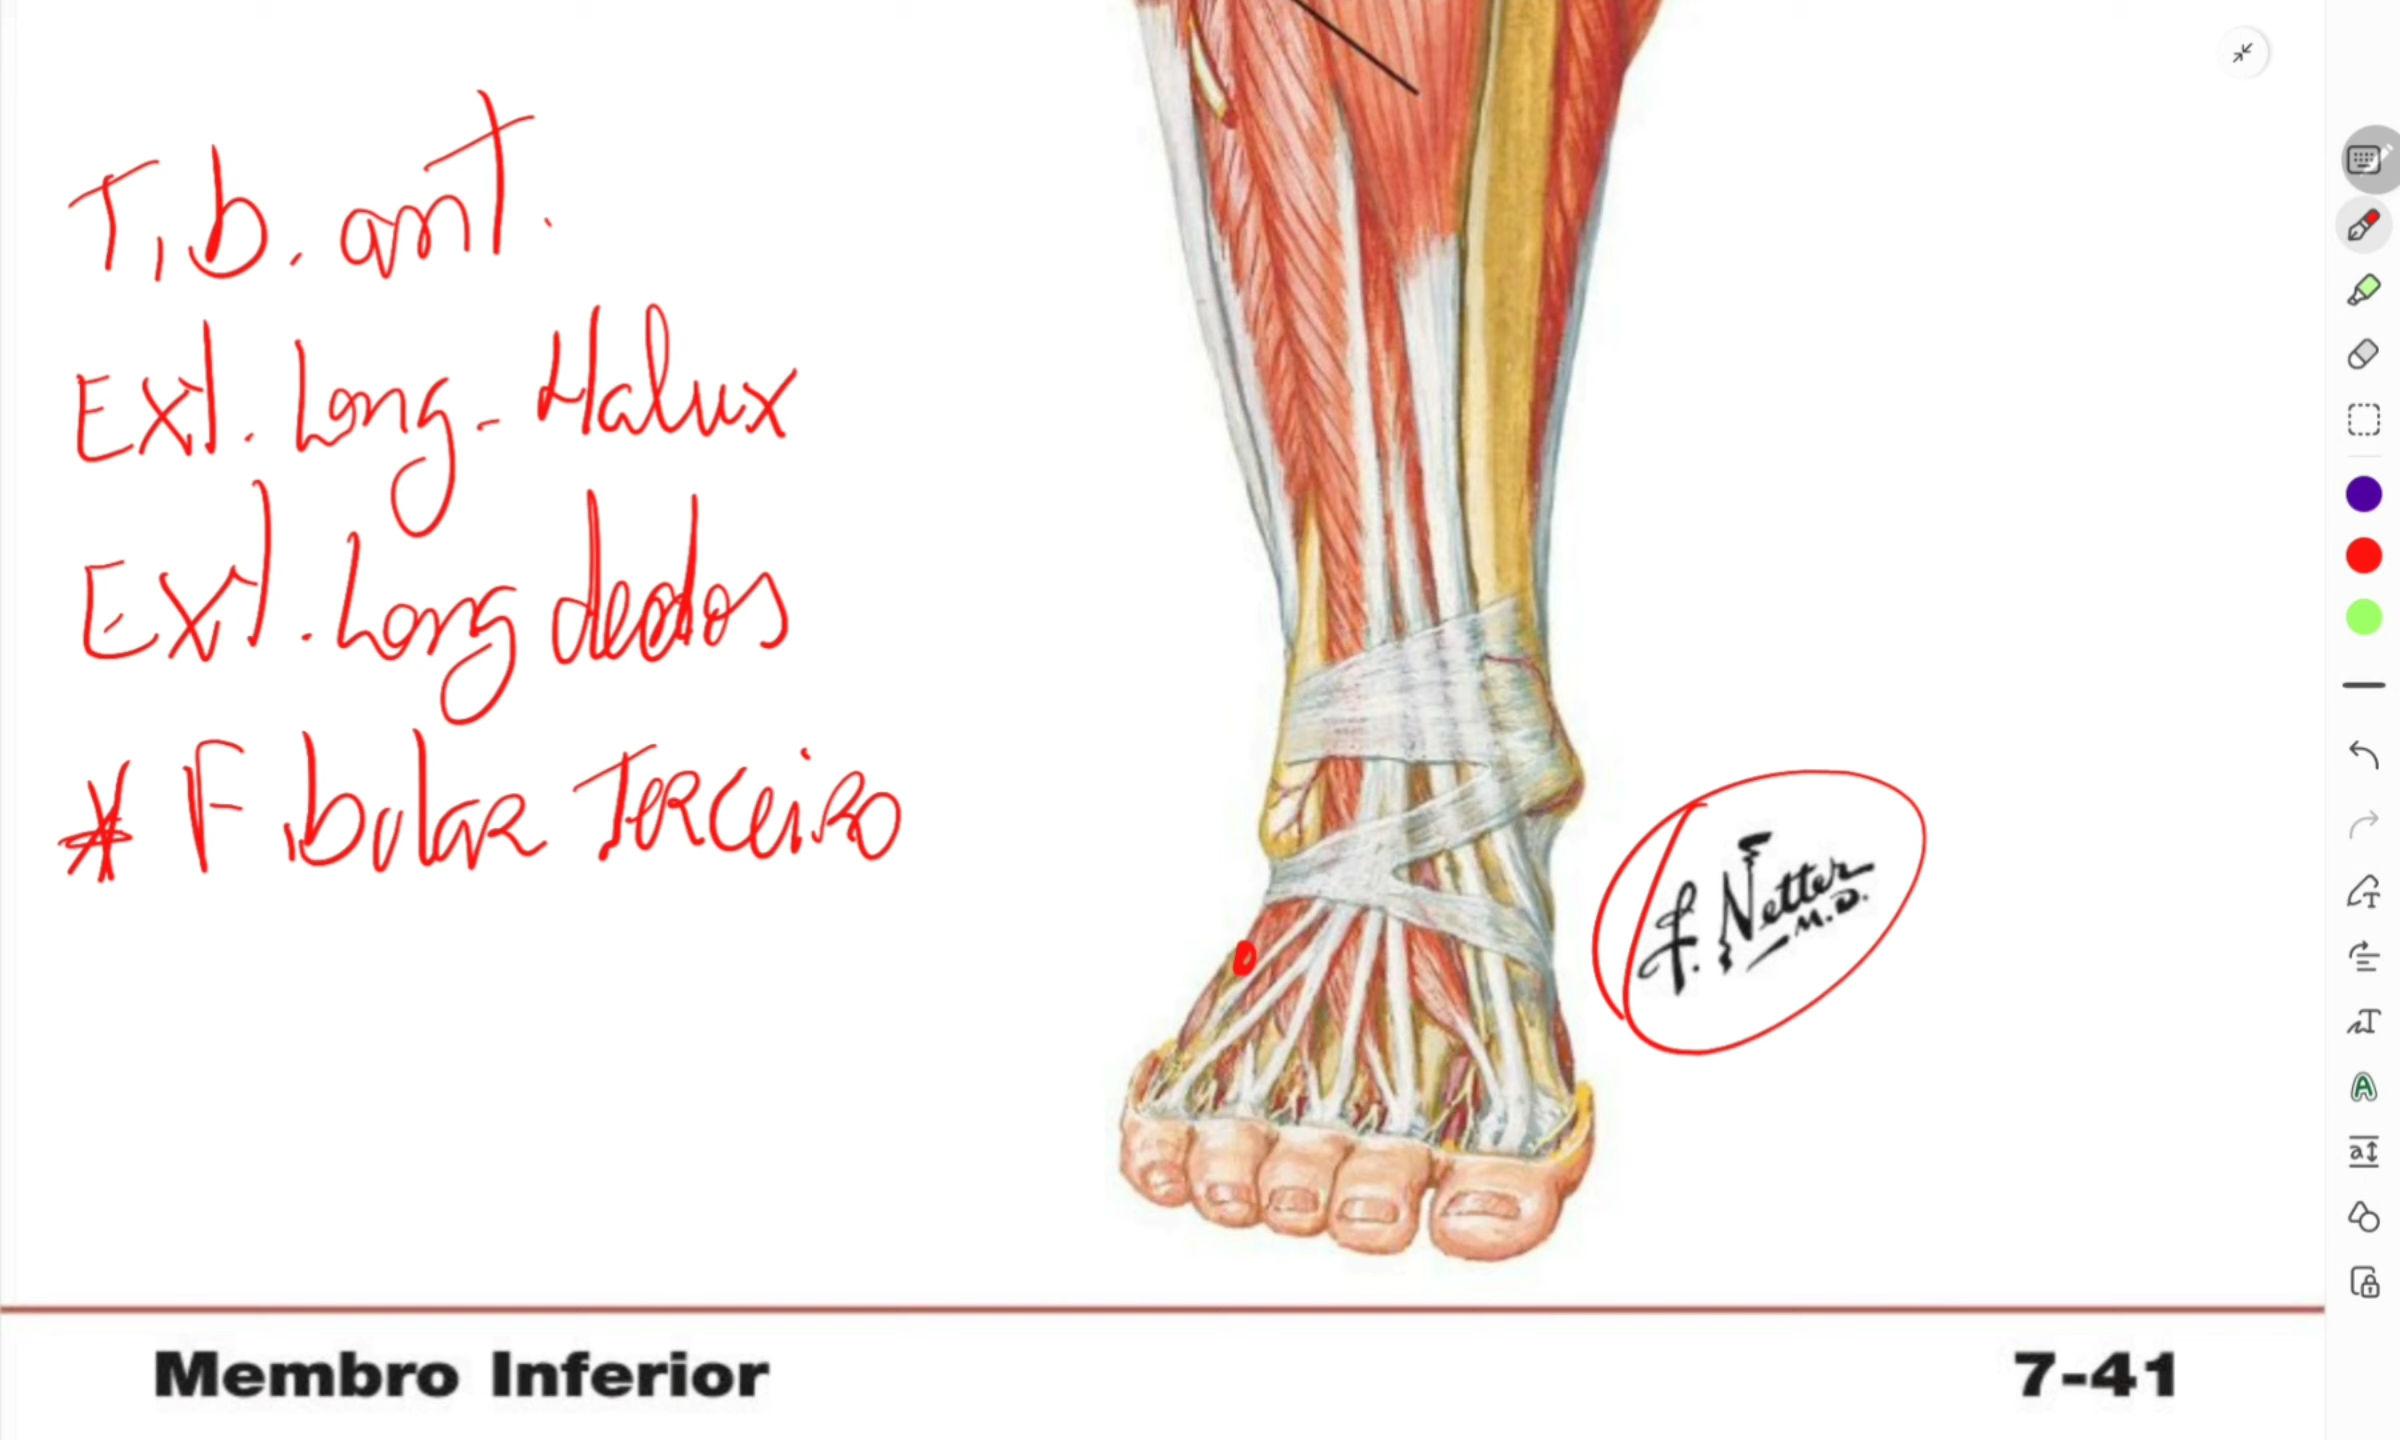 Tib. ant.
Ext. Long. Halux
Ext. Long dedos
* Fibular Terceiro
F. Netter
M.D.
Membro Inferior
7-41